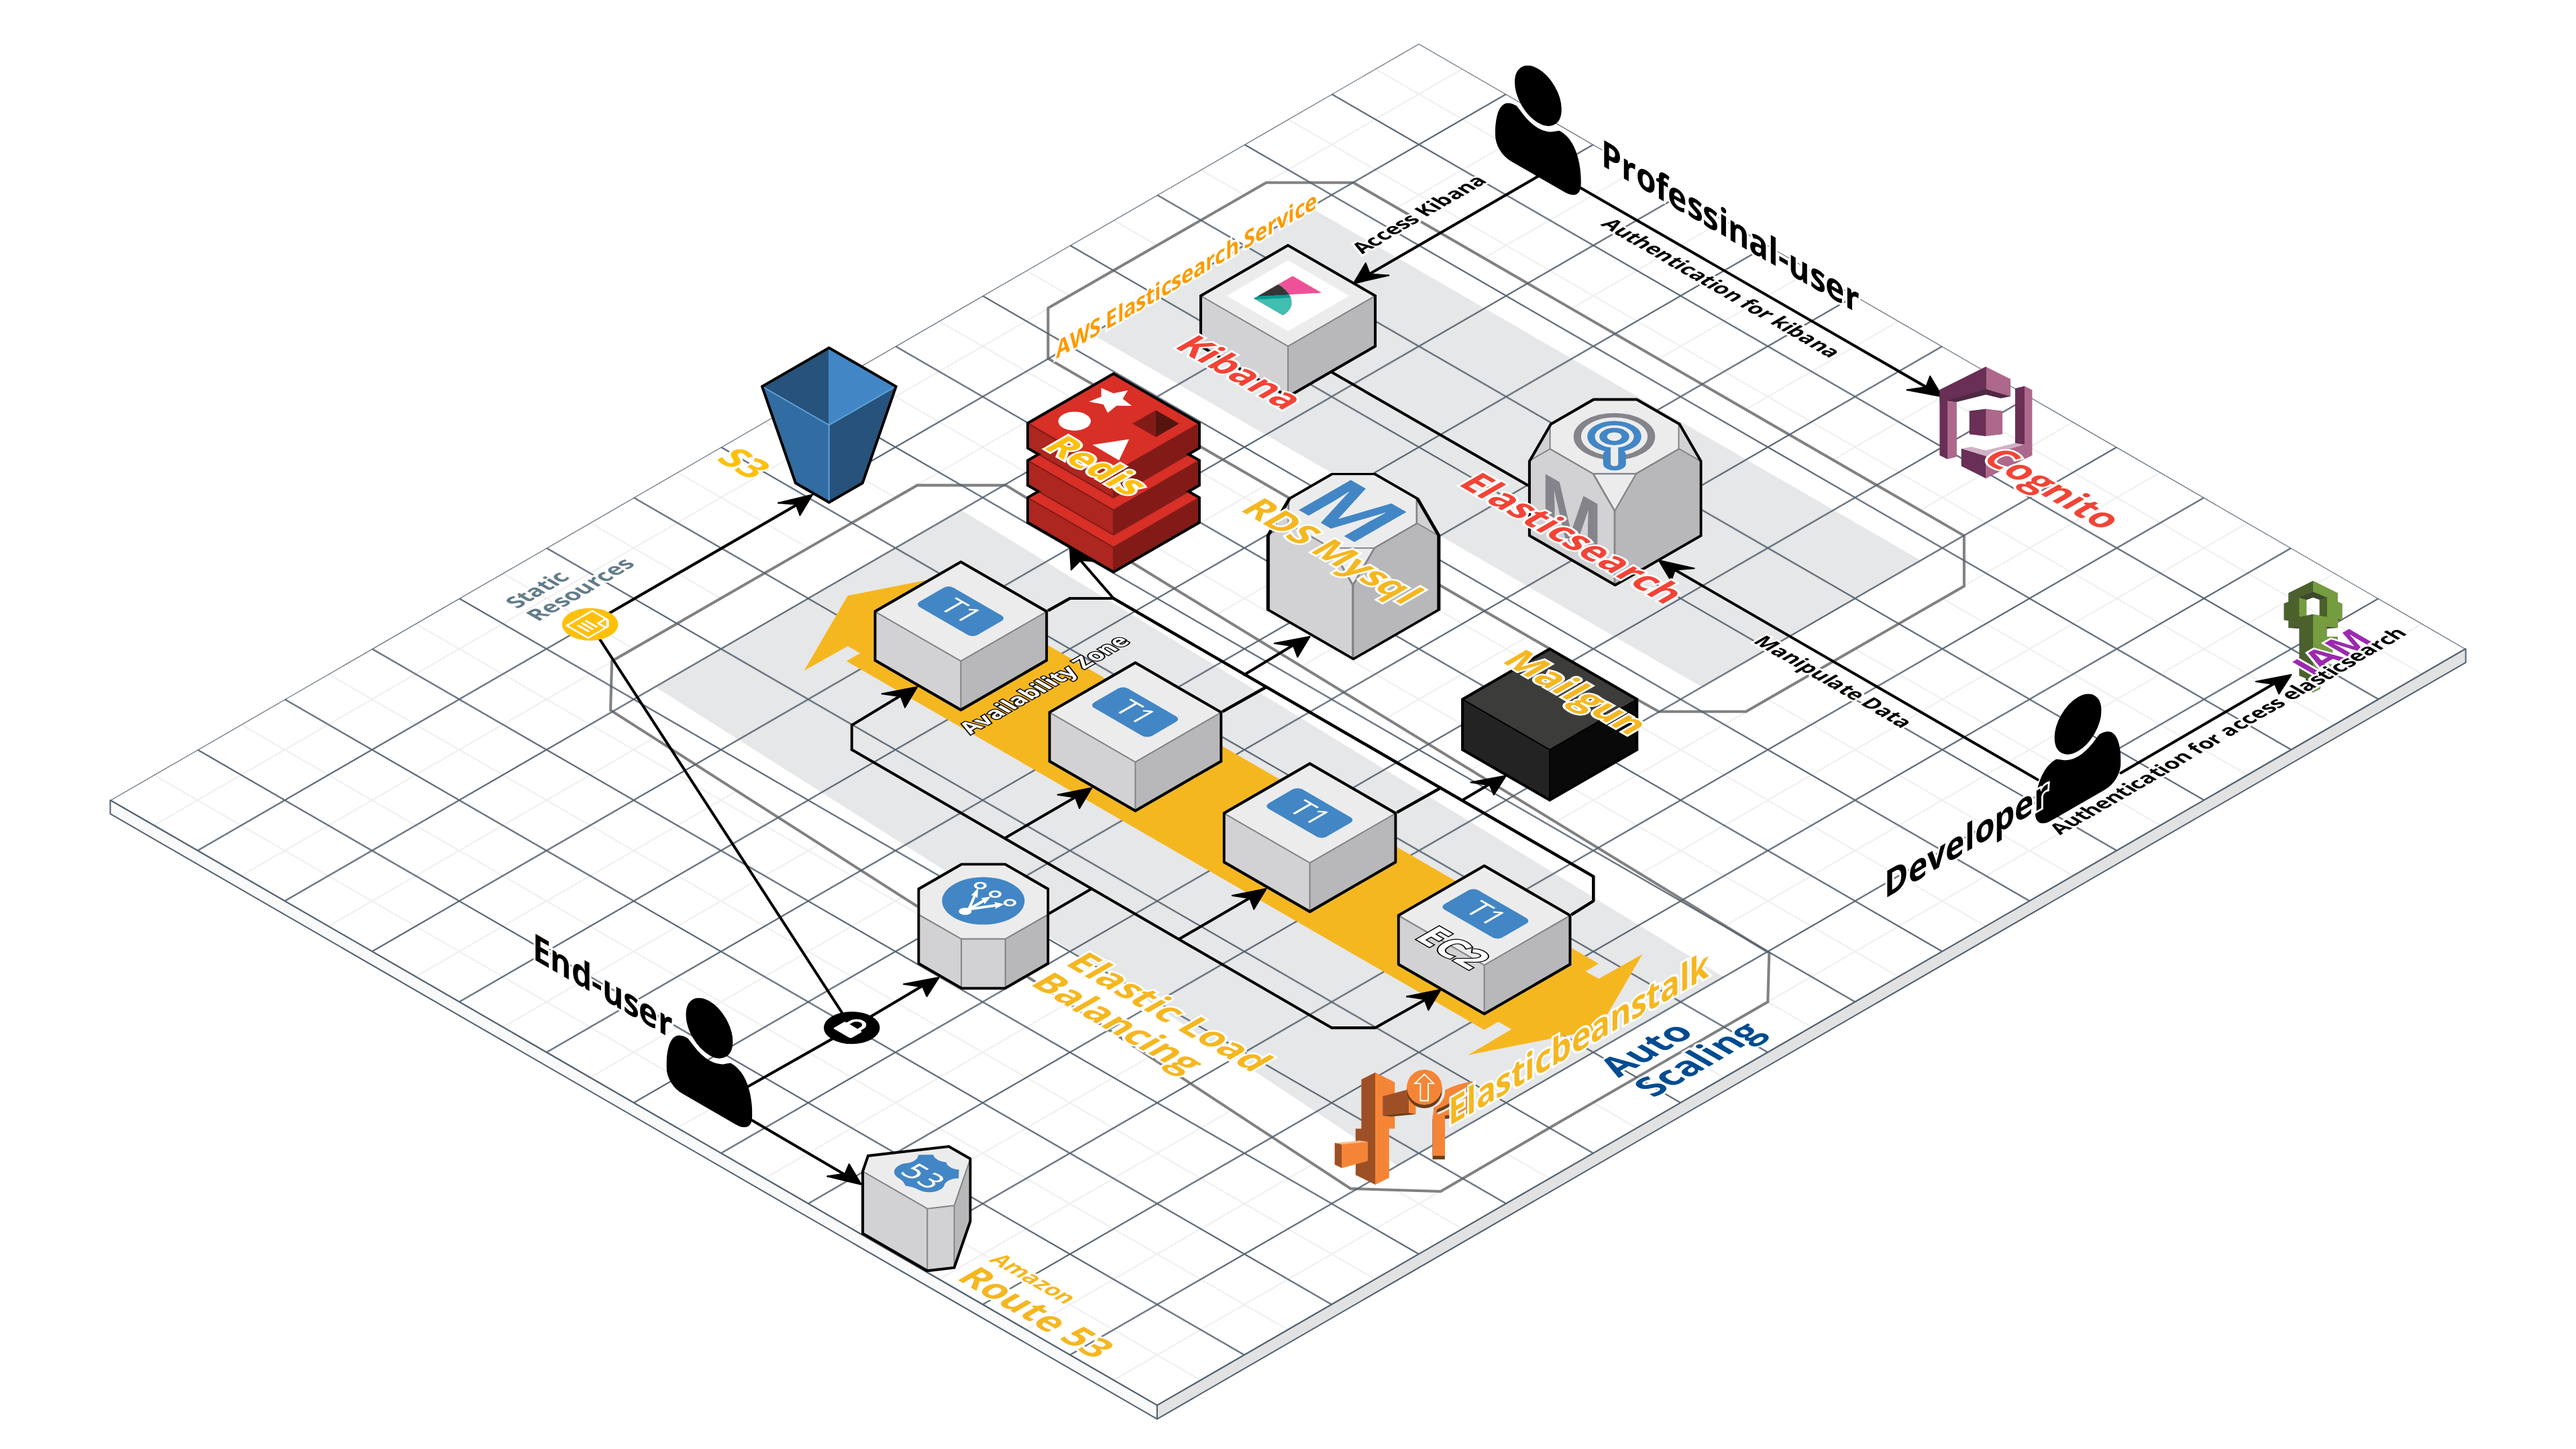 Professinal-user
Access Kibana
Authentication for kibana
AWS Elasticsearch Service
Kibana
Cognito
S3
Redis
RDS Mysql
M
M
Elasticsearch
Static
Resources
IAM
Authentication for access elasticsearch
Manipulate Data
Developer
Mailgun
T1
T1
T1
T1
EC2
Availability Zone
End-user
Elastic Load
Balancing
Elasticbeanstalk
Auto
Scaling
53
Amazon
Route 53